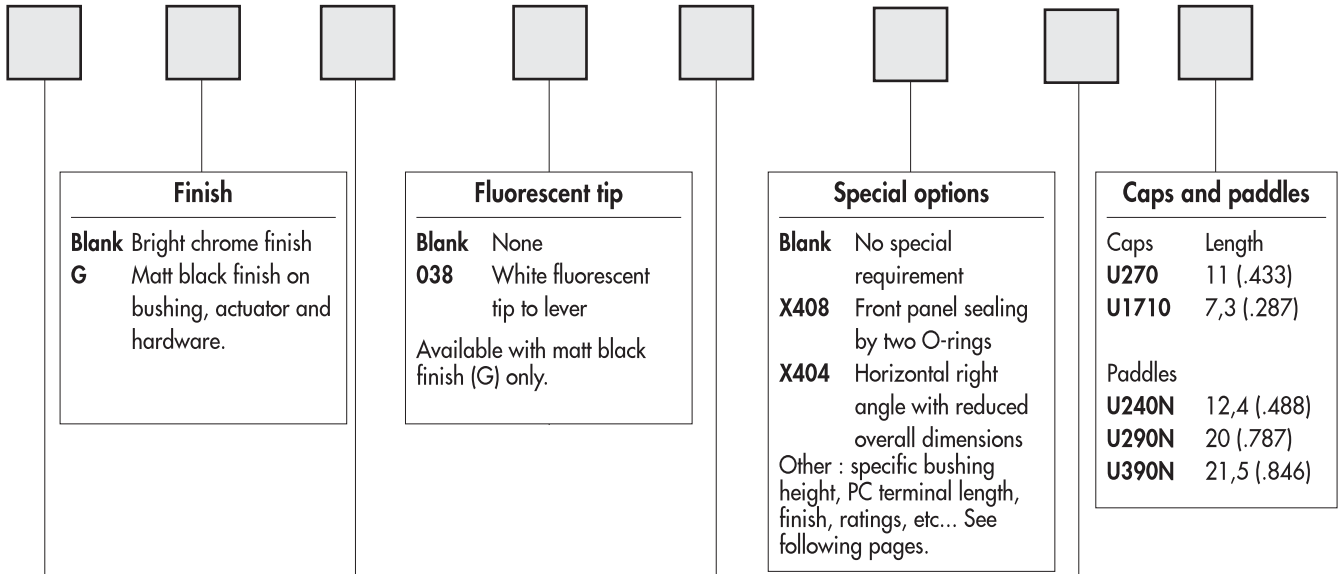 Finish
Blank Bright chrome finish
G Matt black finish on
bushing, actuator and
hardware.
Fluorescent tip
Blank None
038 White fluorescent
tip to lever
Available with matt black
finish (G) only.
Special options
Blank No special
requirement
X408 Front panel sealing
by two O-rings
X404 Horizontal right
angle with reduced
overall dimensions
Other : specific bushing
height, PC terminal length,
finish, ratings, etc... See
following pages.
Caps and paddles
Caps Length
U270 11 (.433)
U1710 7,3 (.287)
Paddles
U240N 12,4 (.488)
U290N 20 (.787)
U390N 21,5 (.846)